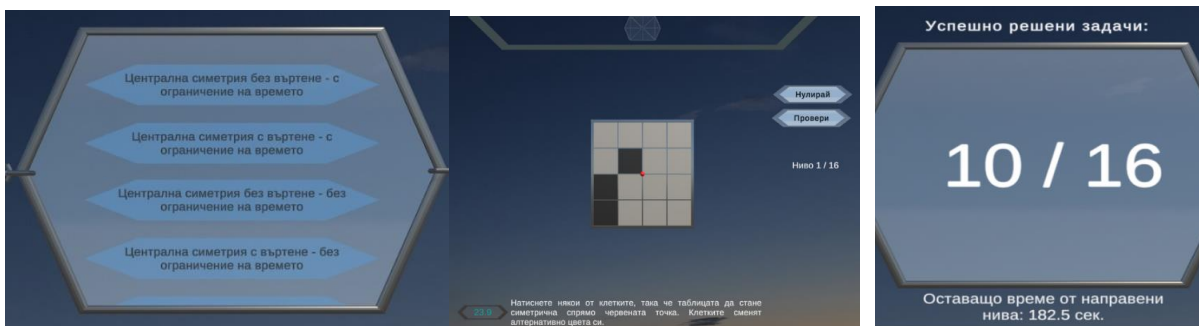 Централна симетрия без въртене - с
ограничение на времето
Централна симетрия с въртене - с
ограничение на времето
Централна симетрия без въртене - без
ограничение на времето
Централна симетрия с въртене - без
ограничение на времето
Нулирай
Провери
Ниво 1 / 16
23.9
Натиснете някои от клетките, така че таблицата да стане
симетрична спрямо червената точка. Клетките сменят
алтернативно цвета си.
Успешно решени задачи:
10 / 16
Оставащо време от направени
нива: 182.5 сек.